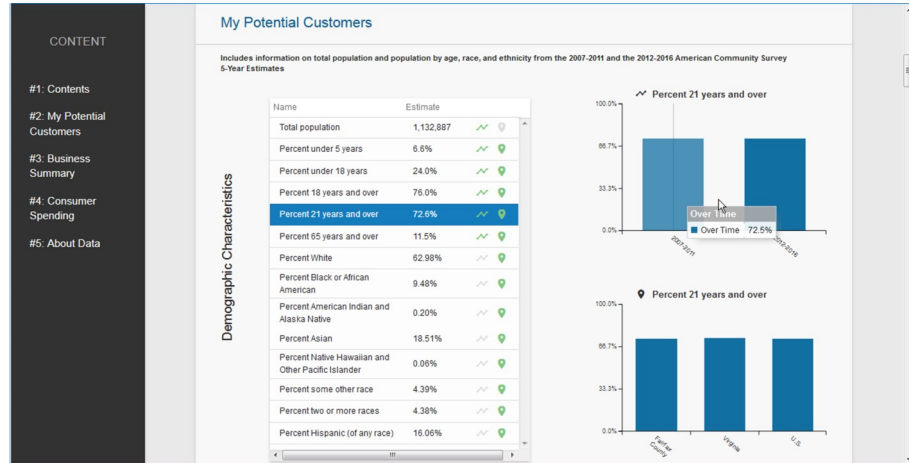 CONTENT
#1: Contents
#2: My Potential
Customers
#3: Business
Summary
#4: Consumer
Spending
#5: About Data
My Potential Customers
Includes information on total population and population by age, race, and ethnicity from the 2007-2011 and the 2012-2016 American Community Survey
5-Year Estimates
Demographic Characteristics
Name Estimate
Total population 1,132,887
Percent under 5 years 6.6%
Percent under 18 years 24.0%
Percent 18 years and over 76.0%
Percent 21 years and over 72.6%
Percent 65 years and over 11.5%
Percent White 62.98%
Percent Black or African
American 9.48%
Percent American Indian and
Alaska Native 0.20%
Percent Asian 18.51%
Percent Native Hawaiian and
Other Pacific Islander 0.06%
Percent some other race 4.39%
Percent two or more races 4.38%
Percent Hispanic (of any race) 16.06%
Percent 21 years and over
100.0%
66.7%
33.3%
0.0%
Over Time
Over Time 72.5%
2007-2011
2012-2016
Percent 21 years and over
100.0%
66.7%
33.3%
0.0%
Fairfax
County
Virginia
U.S.